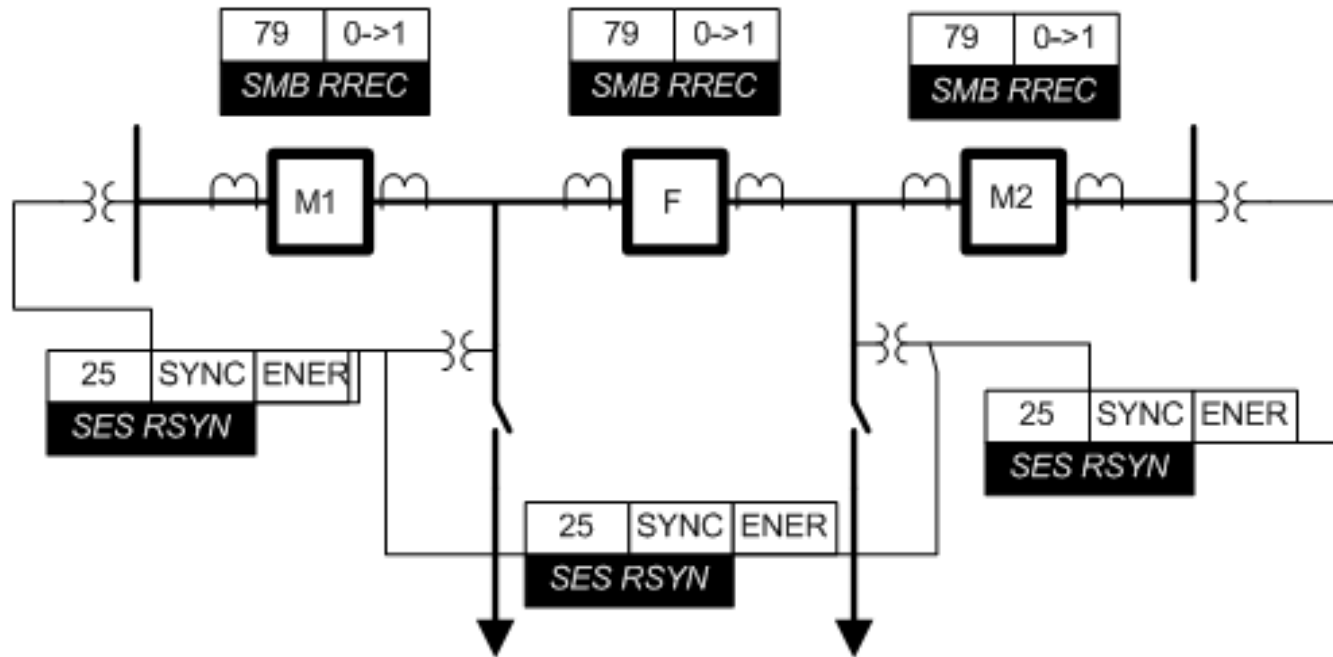 79 0->1
SMB RREC
79 0->1
SMB RREC
79 0->1
SMB RREC
M1
F
M2
25 SYNC ENER
SES RSYN
25 SYNC ENER
SES RSYN
25 SYNC ENER
SES RSYN